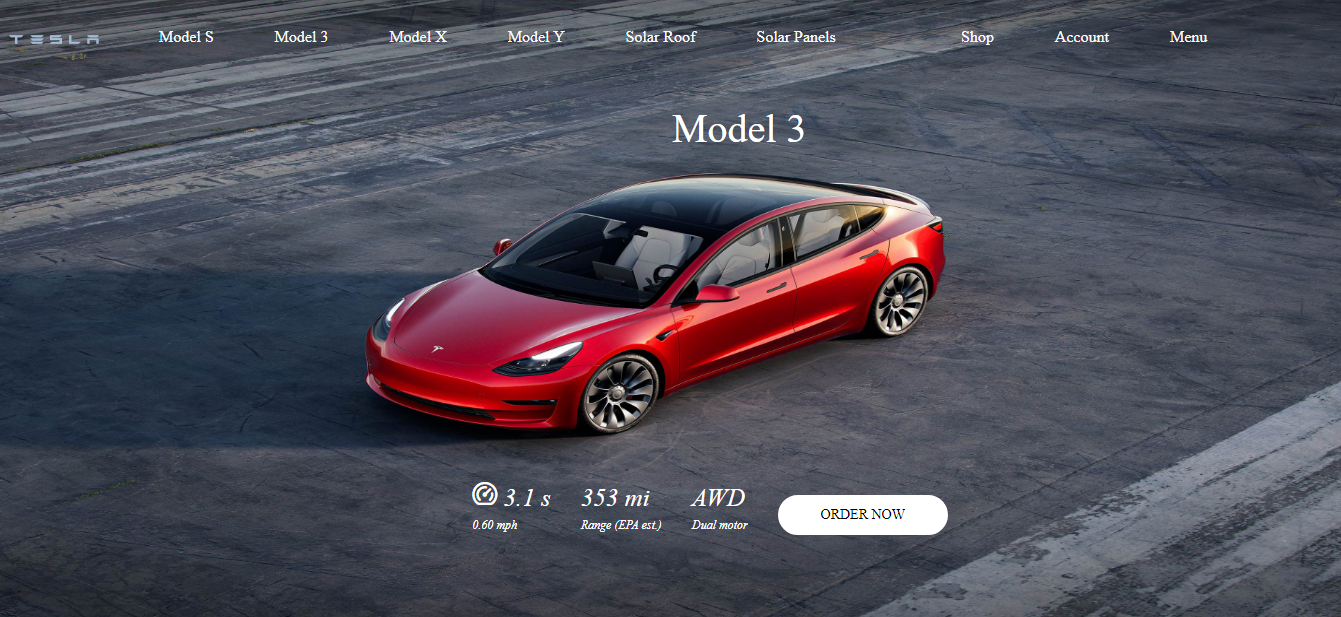 TESLA Model S Model 3 Model X Model Y Solar Roof Solar Panels Shop Account Menu
Model 3
3.1 s 353 mi AWD ORDER NOW
0.60 mph Range (EPA est.) Dual motor